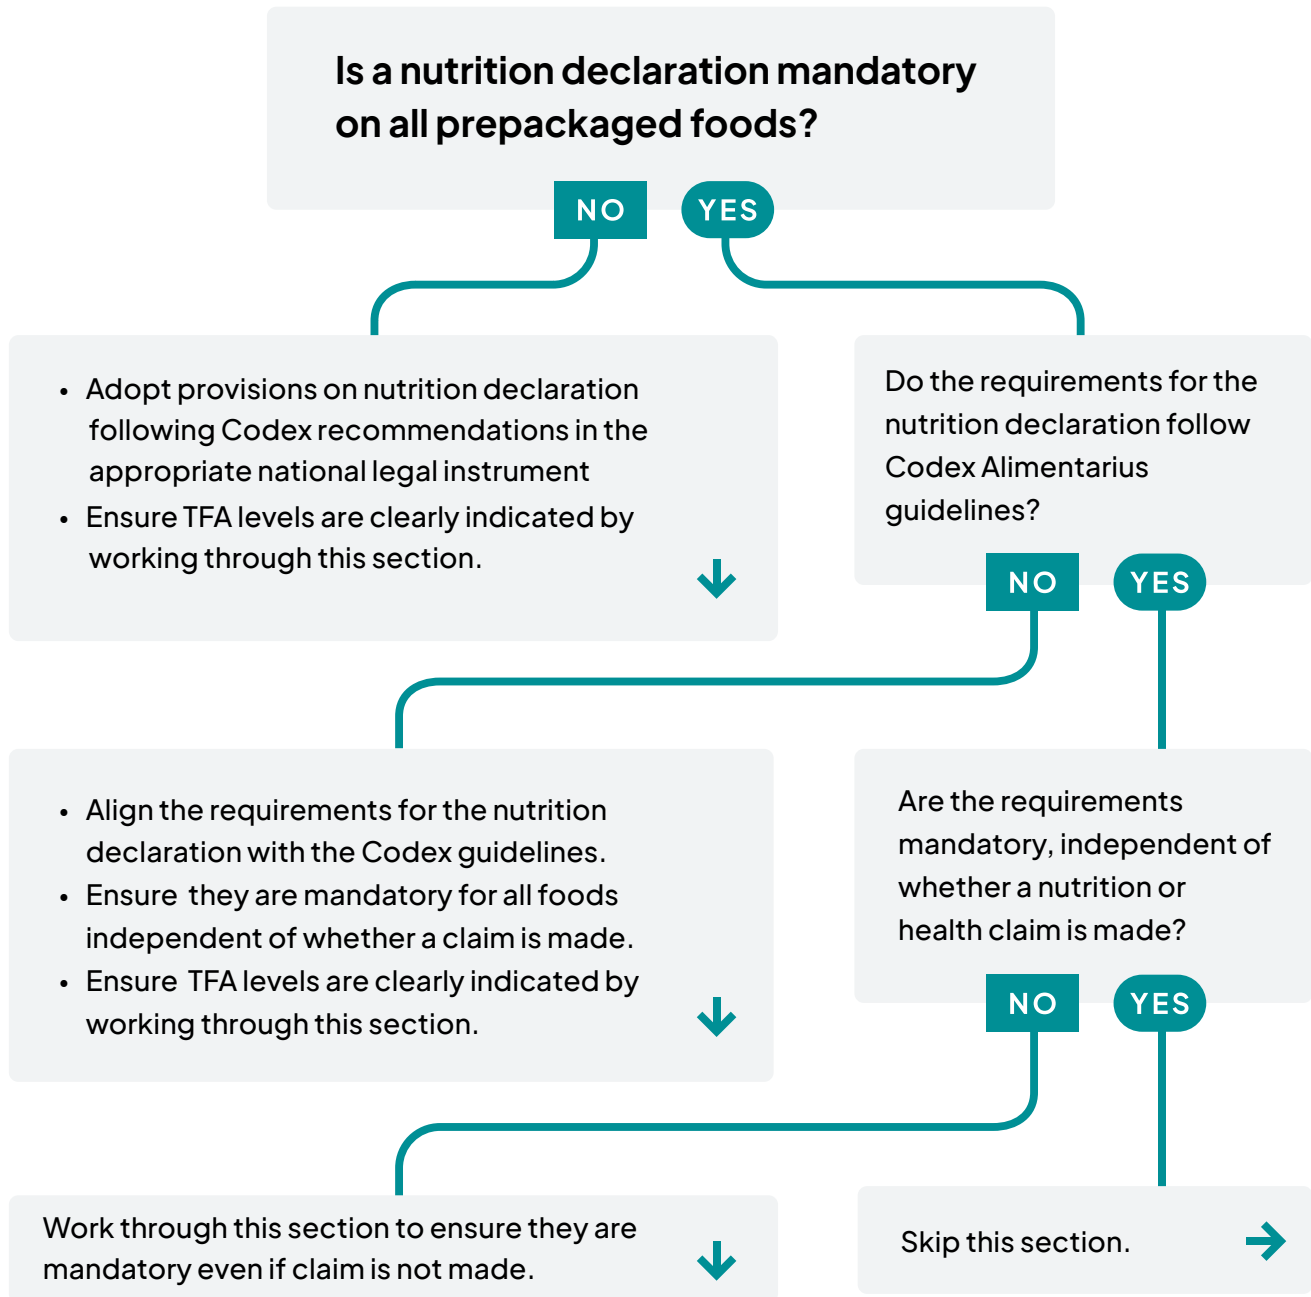 Is a nutrition declaration mandatory
on all prepackaged foods?
NO YES
• Adopt provisions on nutrition declaration
following Codex recommendations in the
appropriate national legal instrument
• Ensure TFA levels are clearly indicated by
working through this section.
Do the requirements for the
nutrition declaration follow
Codex Alimentarius
guidelines?
NO YES
• Align the requirements for the nutrition
declaration with the Codex guidelines.
• Ensure they are mandatory for all foods
independent of whether a claim is made.
• Ensure TFA levels are clearly indicated by
working through this section.
Are the requirements
mandatory, independent of
whether a nutrition or
health claim is made?
NO YES
Work through this section to ensure they are
mandatory even if claim is not made.
Skip this section.